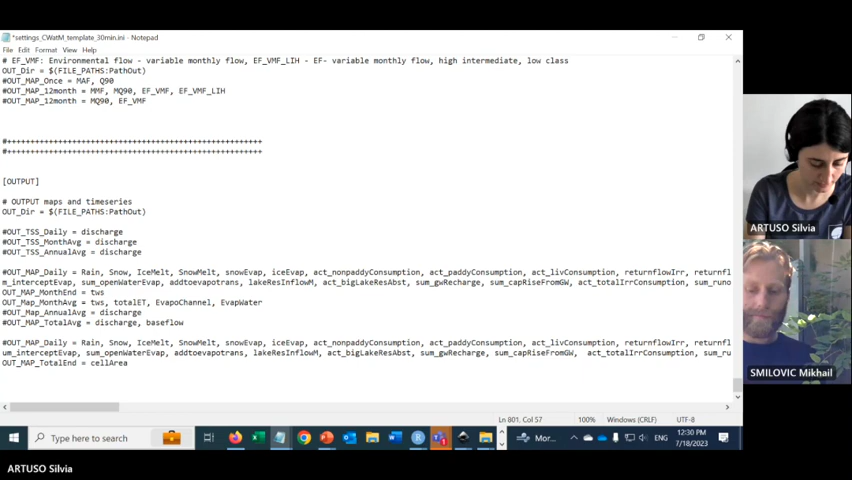 *settings_CWatM_template_30min.ini - Notepad
File Edit Format View Help
# EF_VMF: Environmental flow - variable monthly flow, EF_VMF_LIH - EF- variable monthly flow, high intermediate, low class
OUT_Dir = $(FILE_PATHS:PathOut)
#OUT_MAP_Once = MAF, Q90
#OUT_MAP_12month = MMF, MQ90, EF_VMF, EF_VMF_LIH
#OUT_MAP_12month = MQ90, EF_VMF
#++++++++++++++++++++++++++++++++++++++++++++++++++++++
#++++++++++++++++++++++++++++++++++++++++++++++++++++++
[OUTPUT]
# OUTPUT maps and timeseries
OUT_Dir = $(FILE_PATHS:PathOut)
#OUT_TSS_Daily = discharge
#OUT_TSS_MonthAvg = discharge
#OUT_TSS_AnnualAvg = discharge
#OUT_MAP_Daily = Rain, Snow, IceMelt, SnowMelt, snowEvap, iceEvap, act_nonpaddyConsumption, act_paddyConsumption, act_livConsumption, returnflowIrr, returnfl
m_interceptEvap, sum_openWaterEvap, addtoevapotrans, lakeResInflowM, act_bigLakeResAbst, sum_gwRecharge, sum_capRiseFromGW, act_totalIrrConsumption, sum_runo
OUT_MAP_MonthEnd = tws
OUT_Map_MonthAvg = tws, totalET, EvapoChannel, EvapWater
#OUT_Map_AnnualAvg = discharge
#OUT_MAP_TotalAvg = discharge, baseflow
#OUT_MAP_Daily = Rain, Snow, IceMelt, SnowMelt, snowEvap, iceEvap, act_nonpaddyConsumption, act_paddyConsumption, act_livConsumption, returnflowIrr, returnf
um_interceptEvap, sum_openWaterEvap, addtoevapotrans, lakeResInflowM, act_bigLakeResAbst, sum_gwRecharge, sum_capRiseFromGW, act_totalIrrConsumption, sum_ru
OUT_MAP_TotalEnd = cellArea
Ln 801, Col 57 100% Windows (CRLF) UTF-8
Type here to search
Mor... ENG 12:30 PM
7/18/2023
ARTUSO Silvia
SMILOVIC Mikhail
ARTUSO Silvia